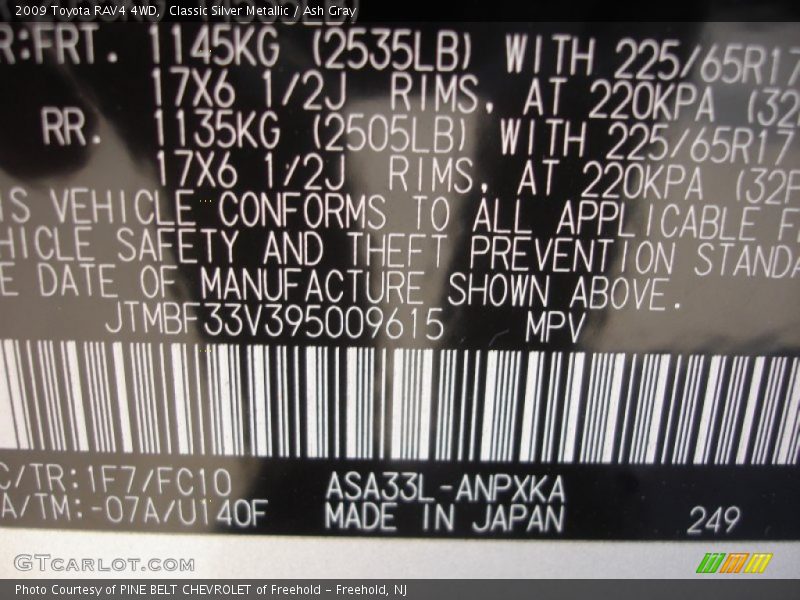 2009 Toyota RAV4 4WD, Classic Silver Metallic / Ash Gray
R:FRT. 1145KG (2535LB) WITH 225/65R17
17X6 1/2J RIMS, AT 220KPA (32
RR. 1135KG (2505LB) WITH 225/65R17
17X6 1/2J RIMS, AT 220KPA (32P
IS VEHICLE CONFORMS TO ALL APPLICABLE F
HICLE SAFETY AND THEFT PREVENTION STANDA
E DATE OF MANUFACTURE SHOWN ABOVE.
JTMBF33V395009615 MPV
C/TR:1F7/FC10 ASA33L-ANPXKA
A/TM:-07A/U140F MADE IN JAPAN 249
GTCARLOT.COM
Photo Courtesy of PINE BELT CHEVROLET of Freehold - Freehold, NJ